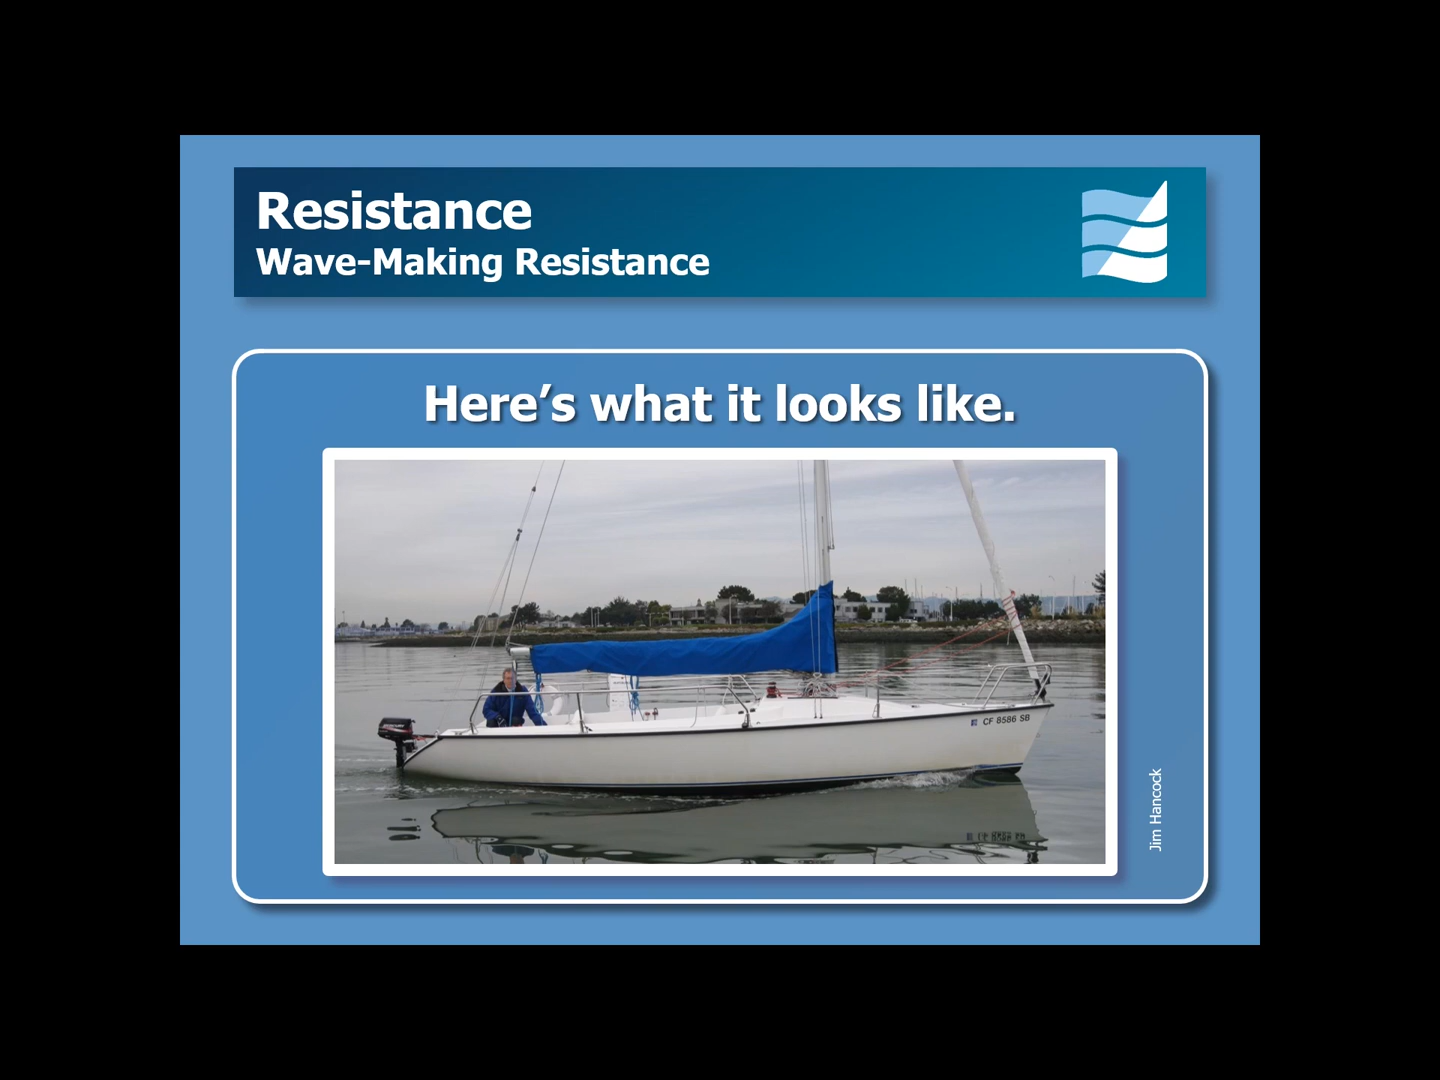 Resistance
Wave-Making Resistance
Here’s what it looks like.
CF 8586 SB
Jim Hancock